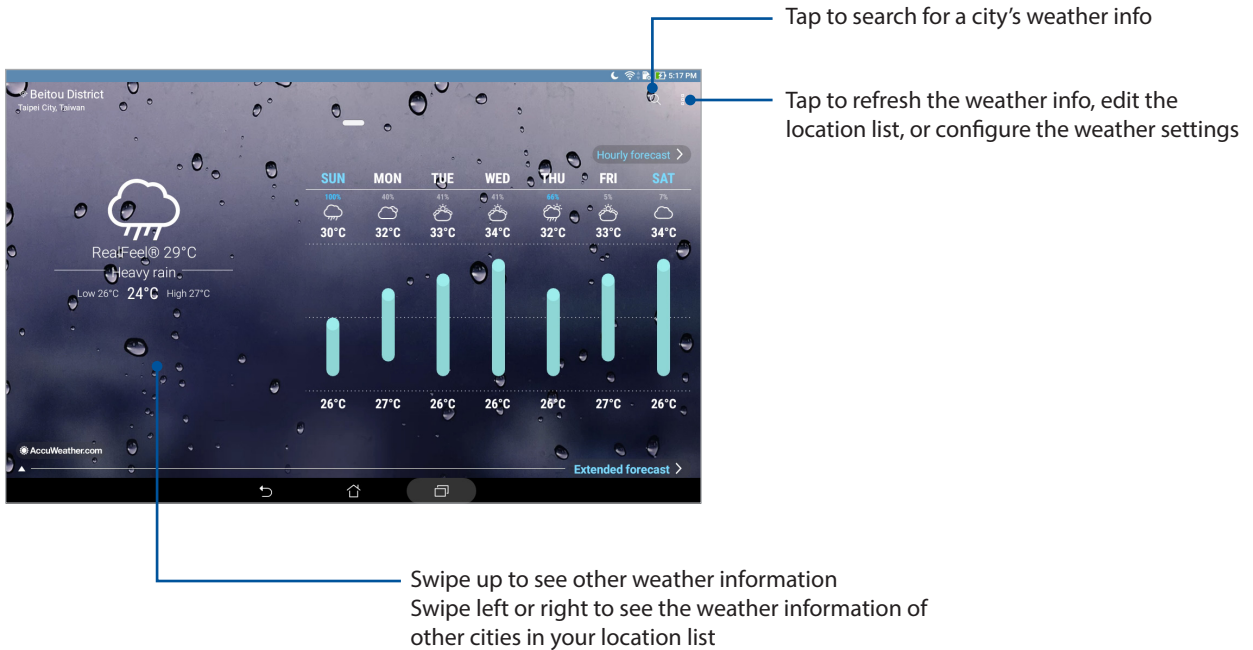 Tap to search for a city's weather info
5:17 PM
Beitou District
Taipei City, Taiwan
Tap to refresh the weather info, edit the
location list, or configure the weather settings
Hourly forecast >
SUN MON TUE WED THU FRI SAT
100% 40% 41% 41% 66% 5% 7%
30°C 32°C 33°C 34°C 32°C 33°C 34°C
RealFeel® 29°C
Heavy rain
Low 26°C 24°C High 27°C
26°C 27°C 26°C 26°C 26°C 27°C 26°C
AccuWeather.com
Extended forecast >
Swipe up to see other weather information
Swipe left or right to see the weather information of
other cities in your location list